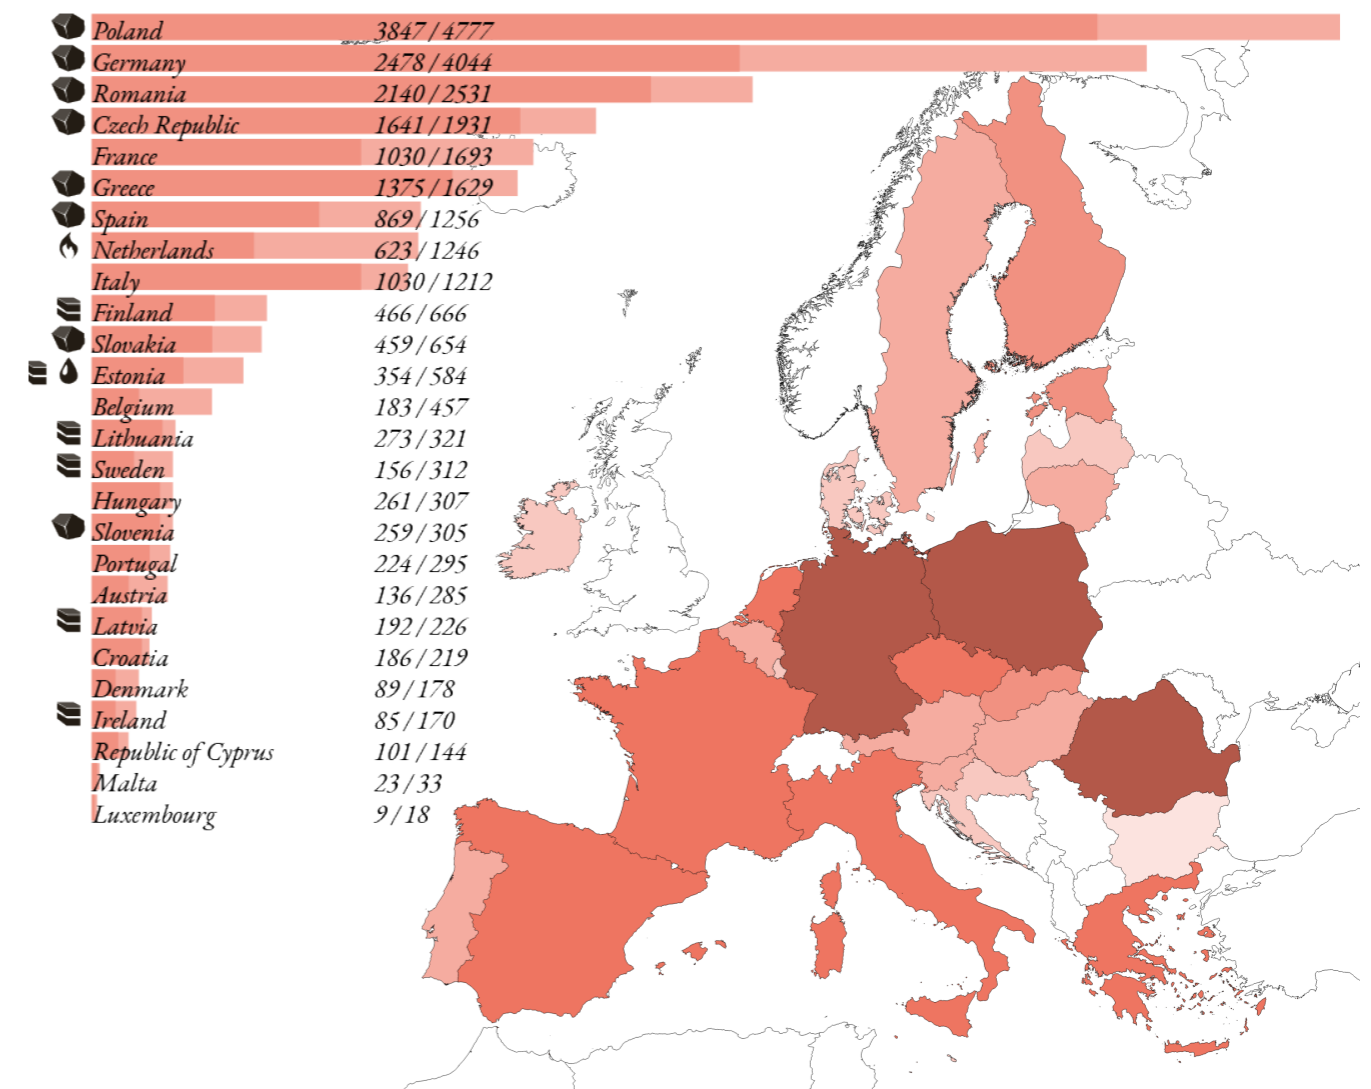 Poland 3847 / 4777
Germany 2478 / 4044
Romania 2140 / 2531
Czech Republic 1641 / 1931
France 1030 / 1693
Greece 1375 / 1629
Spain 869 / 1256
Netherlands 623 / 1246
Italy 1030 / 1212
Finland 466 / 666
Slovakia 459 / 654
Estonia 354 / 584
Belgium 183 / 457
Lithuania 273 / 321
Sweden 156 / 312
Hungary 261 / 307
Slovenia 259 / 305
Portugal 224 / 295
Austria 136 / 285
Latvia 192 / 226
Croatia 186 / 219
Denmark 89 / 178
Ireland 85 / 170
Republic of Cyprus 101 / 144
Malta 23 / 33
Luxembourg 9 / 18